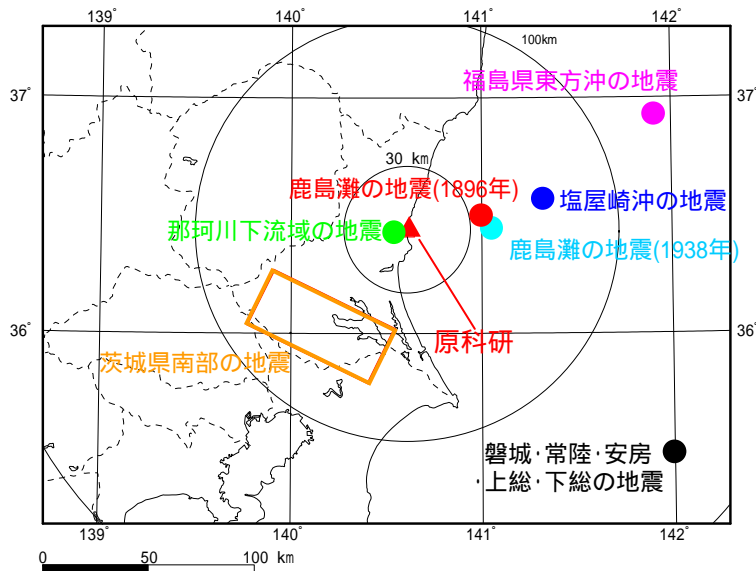 139°
140°
141°
142°
100km
37°
37°
福島県東方沖の地震
30 km
鹿島灘の地震(1896年)
塩屋崎沖の地震
那珂川下流域の地震
鹿島灘の地震(1938年)
36°
36°
原科研
茨城県南部の地震
磐城･常陸･安房
･上総･下総の地震
139°
140°
141°
142°
0 50 100 km